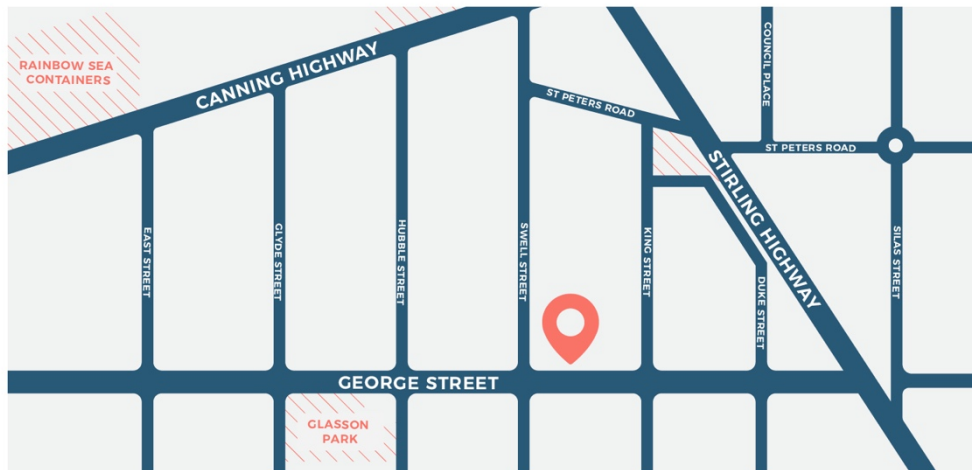 RAINBOW SEA
CONTAINERS
CANNING HIGHWAY
COUNCIL PLACE
ST PETERS ROAD
ST PETERS ROAD
STIRLING HIGHWAY
EAST STREET
GLYDE STREET
HUBBLE STREET
SWELL STREET
KING STREET
DUKE STREET
SILAS STREET
GEORGE STREET
GLASSON
PARK